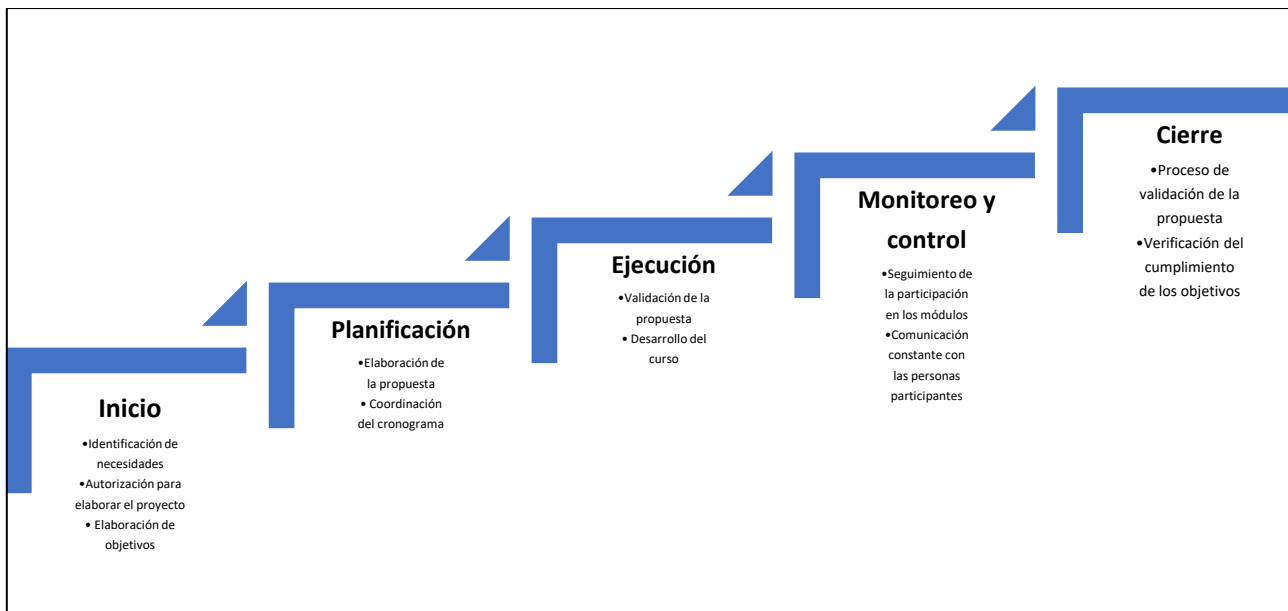 Inicio
•Identificación de
necesidades
•Autorización para
elaborar el proyecto
• Elaboración de
objetivos
Planificación
•Elaboración de
la propuesta
• Coordinación
del cronograma
Ejecución
•Validación de la
propuesta
• Desarrollo del
curso
Monitoreo y
control
•Seguimiento de
la participación
en los módulos
•Comunicación
constante con
las personas
participantes
Cierre
•Proceso de
validación de la
propuesta
•Verificación del
cumplimiento
de los objetivos